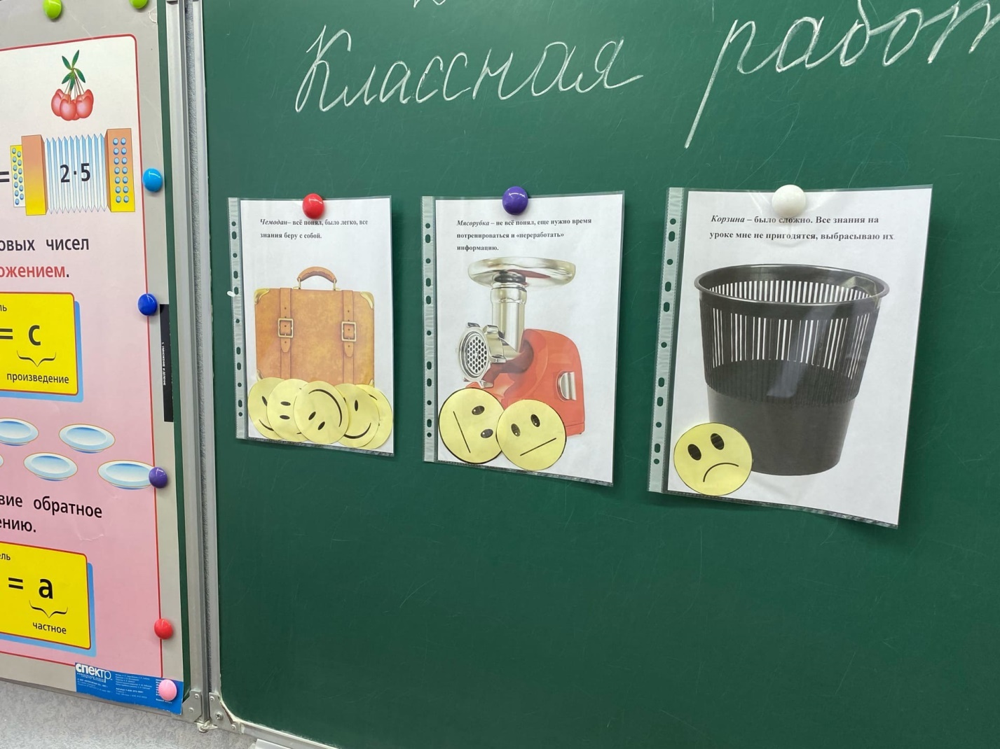 Классная работ
Чемодан– всё понял, было легко, все
знания беру с собой.
Мясорубка – не всё понял, еще нужно время
потренироваться и «переработать»
информацию.
Корзина – было сложно. Все знания на
уроке мне не пригодятся, выбрасываю их.
= 2·5
овых чисел
ожением.
ль
= с
произведение
вие обратное
ению.
ель
= а
частное
спектр